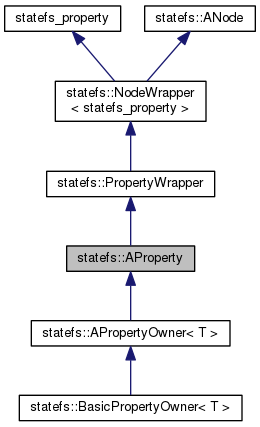 statefs_property
statefs::ANode
statefs::NodeWrapper
< statefs_property >
statefs::PropertyWrapper
statefs::AProperty
statefs::APropertyOwner< T >
statefs::BasicPropertyOwner< T >